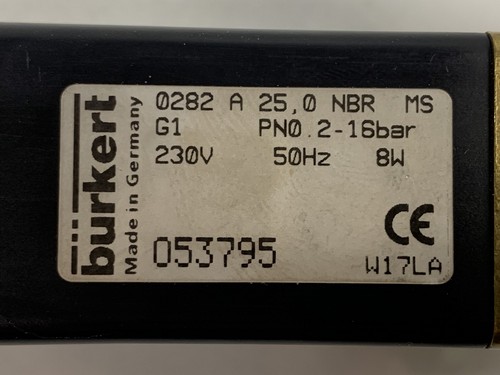 bürkert
Made in Germany
0282 A 25,0 NBR MS
G1 PN0.2-16bar
230V 50Hz 8W
053795
CE
W17LA